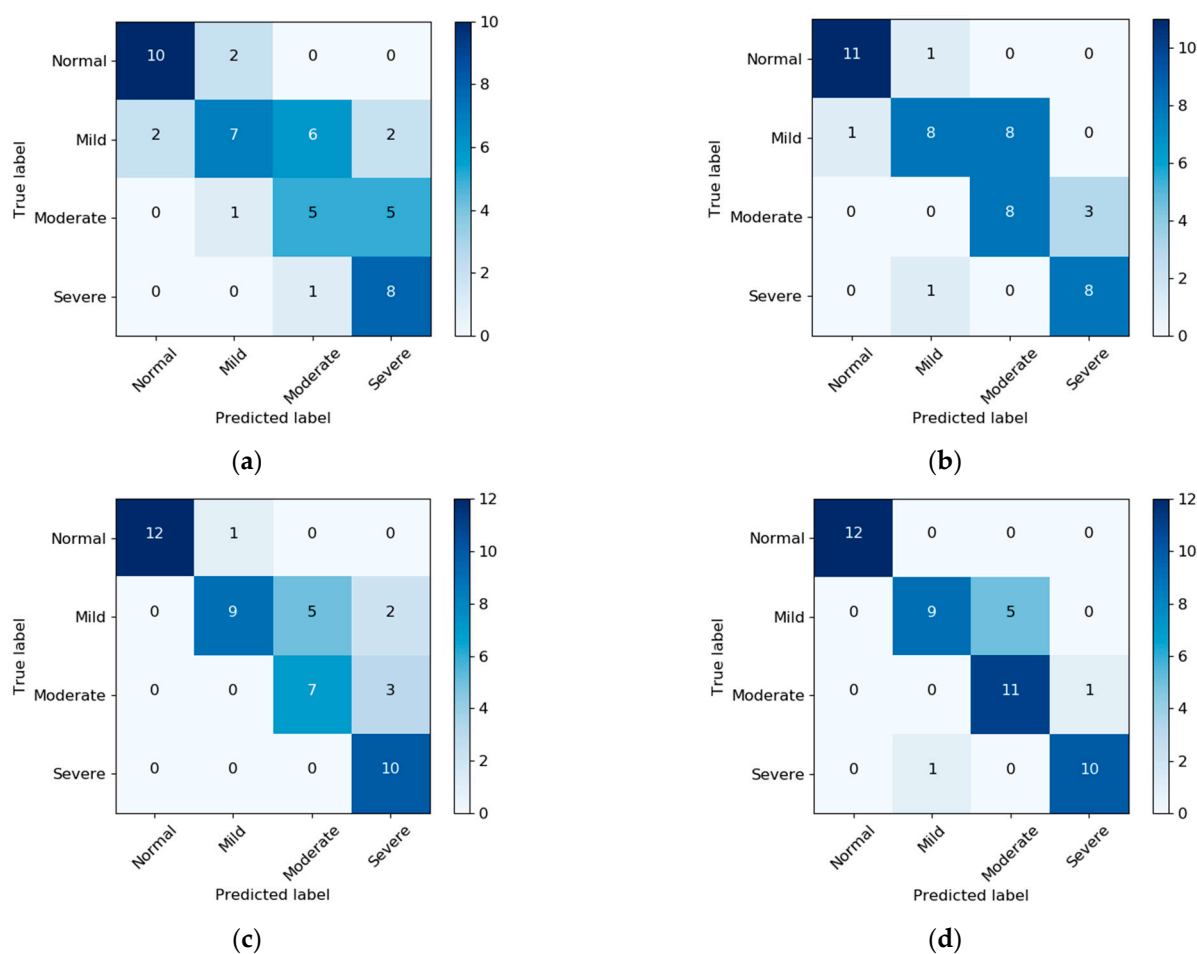 10
Normal 10 2 0 0
8
Mild 2 7 6 2
6
True label
4
Moderate 0 1 5 5
2
Severe 0 0 1 8
0
Normal Mild Moderate Severe
Predicted label
(a)
Normal 11 1 0 0
10
8
Mild 1 8 8 0
6
True label
4
Moderate 0 0 8 3
2
Severe 0 1 0 8
0
Normal Mild Moderate Severe
Predicted label
(b)
12
Normal 12 1 0 0
10
8
Mild 0 9 5 2
6
True label
4
Moderate 0 0 7 3
2
Severe 0 0 0 10
0
Normal Mild Moderate Severe
Predicted label
(c)
12
Normal 12 0 0 0
10
8
Mild 0 9 5 0
6
True label
4
Moderate 0 0 11 1
2
Severe 0 1 0 10
0
Normal Mild Moderate Severe
Predicted label
(d)